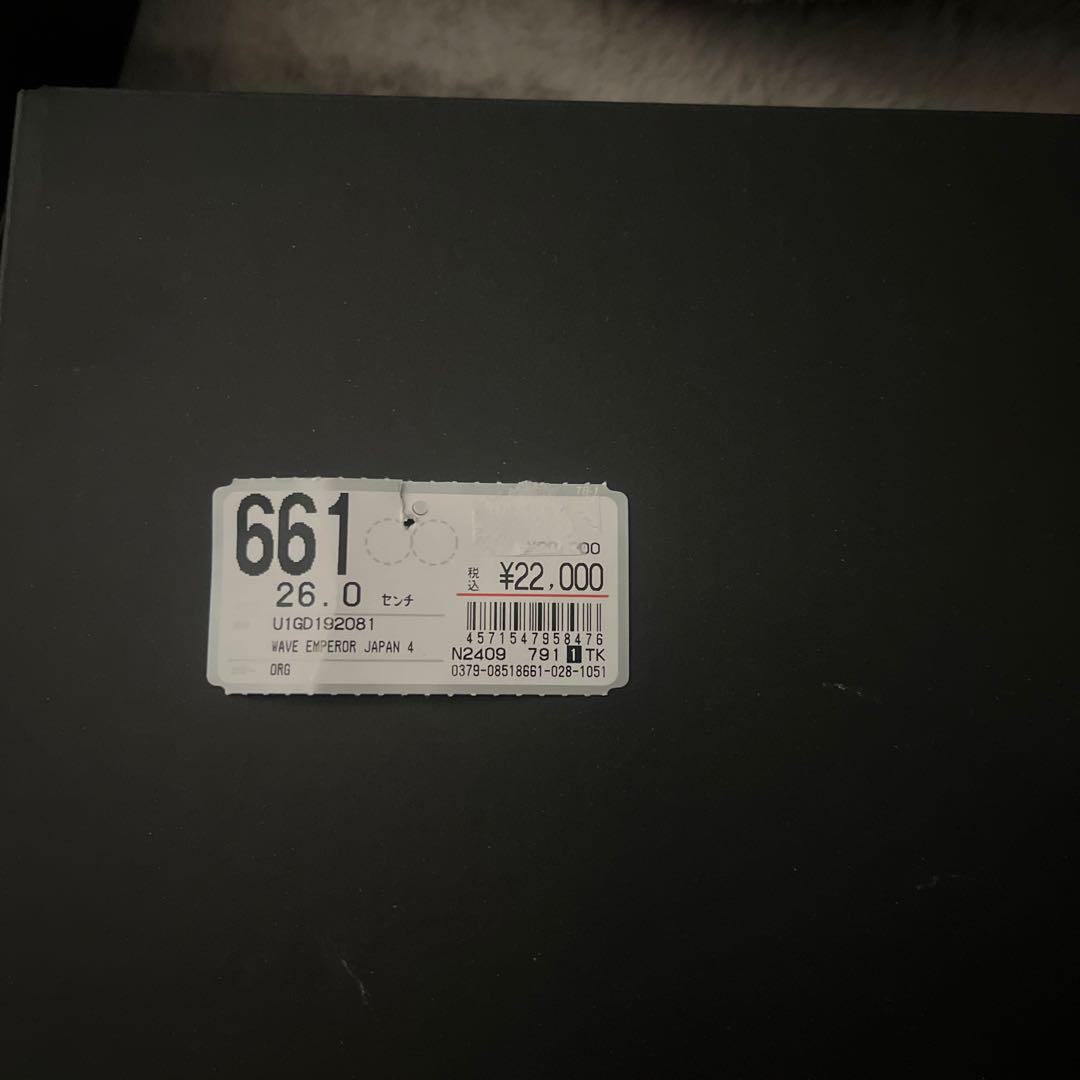 661
26.0 センチ
U1GD192081
WAVE EMPEROR JAPAN 4
ORG
税込 ¥22,000
4571547958476
N2409 791 1 TK
0379-08518661-028-1051